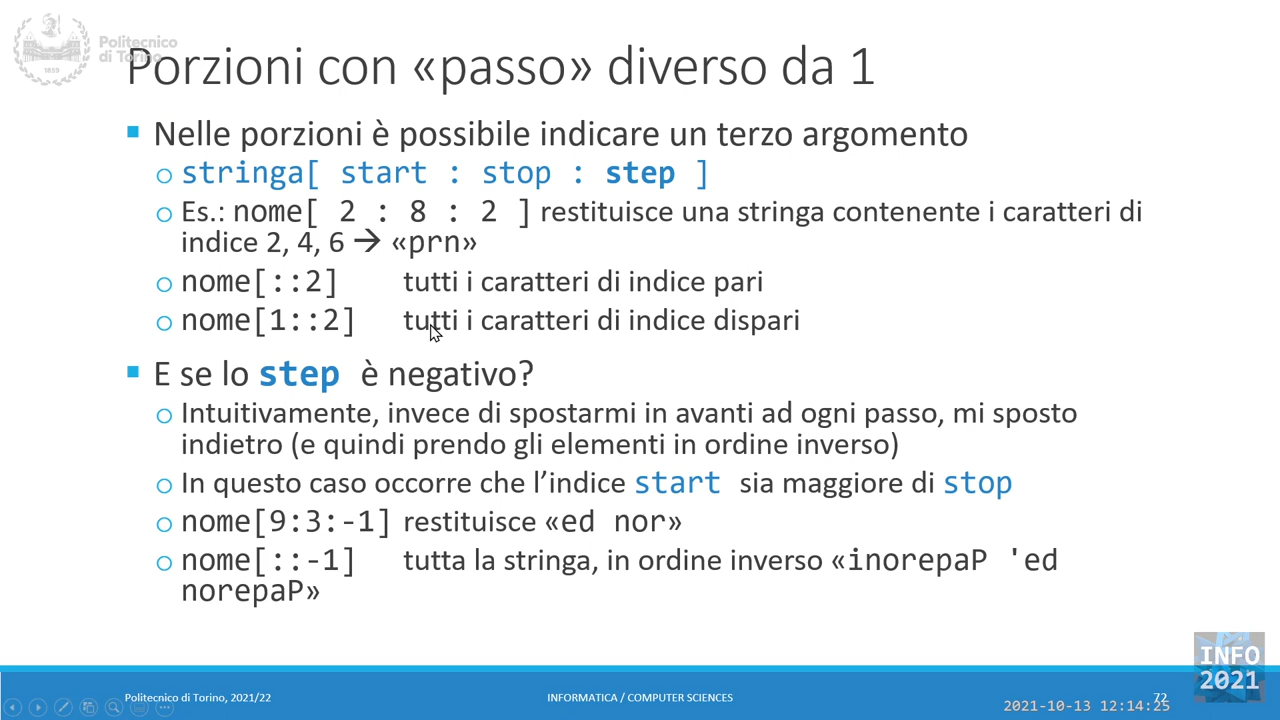 Politecnico
di Torino
1859
Porzioni con «passo» diverso da 1
Nelle porzioni è possibile indicare un terzo argomento
stringa[ start : stop : step ]
Es.: nome[ 2 : 8 : 2 ] restituisce una stringa contenente i caratteri di
indice 2, 4, 6 → «prn»
nome[::2] tutti i caratteri di indice pari
nome[1::2] tutti i caratteri di indice dispari
E se lo step è negativo?
Intuitivamente, invece di spostarmi in avanti ad ogni passo, mi sposto
indietro (e quindi prendo gli elementi in ordine inverso)
In questo caso occorre che l'indice start sia maggiore di stop
nome[9:3:-1] restituisce «ed nor»
nome[::-1] tutta la stringa, in ordine inverso «inorepaP 'ed
norepaP»
INFO
2021
Politecnico di Torino, 2021/22 INFORMATICA / COMPUTER SCIENCES 72
2021-10-13 12:14:25